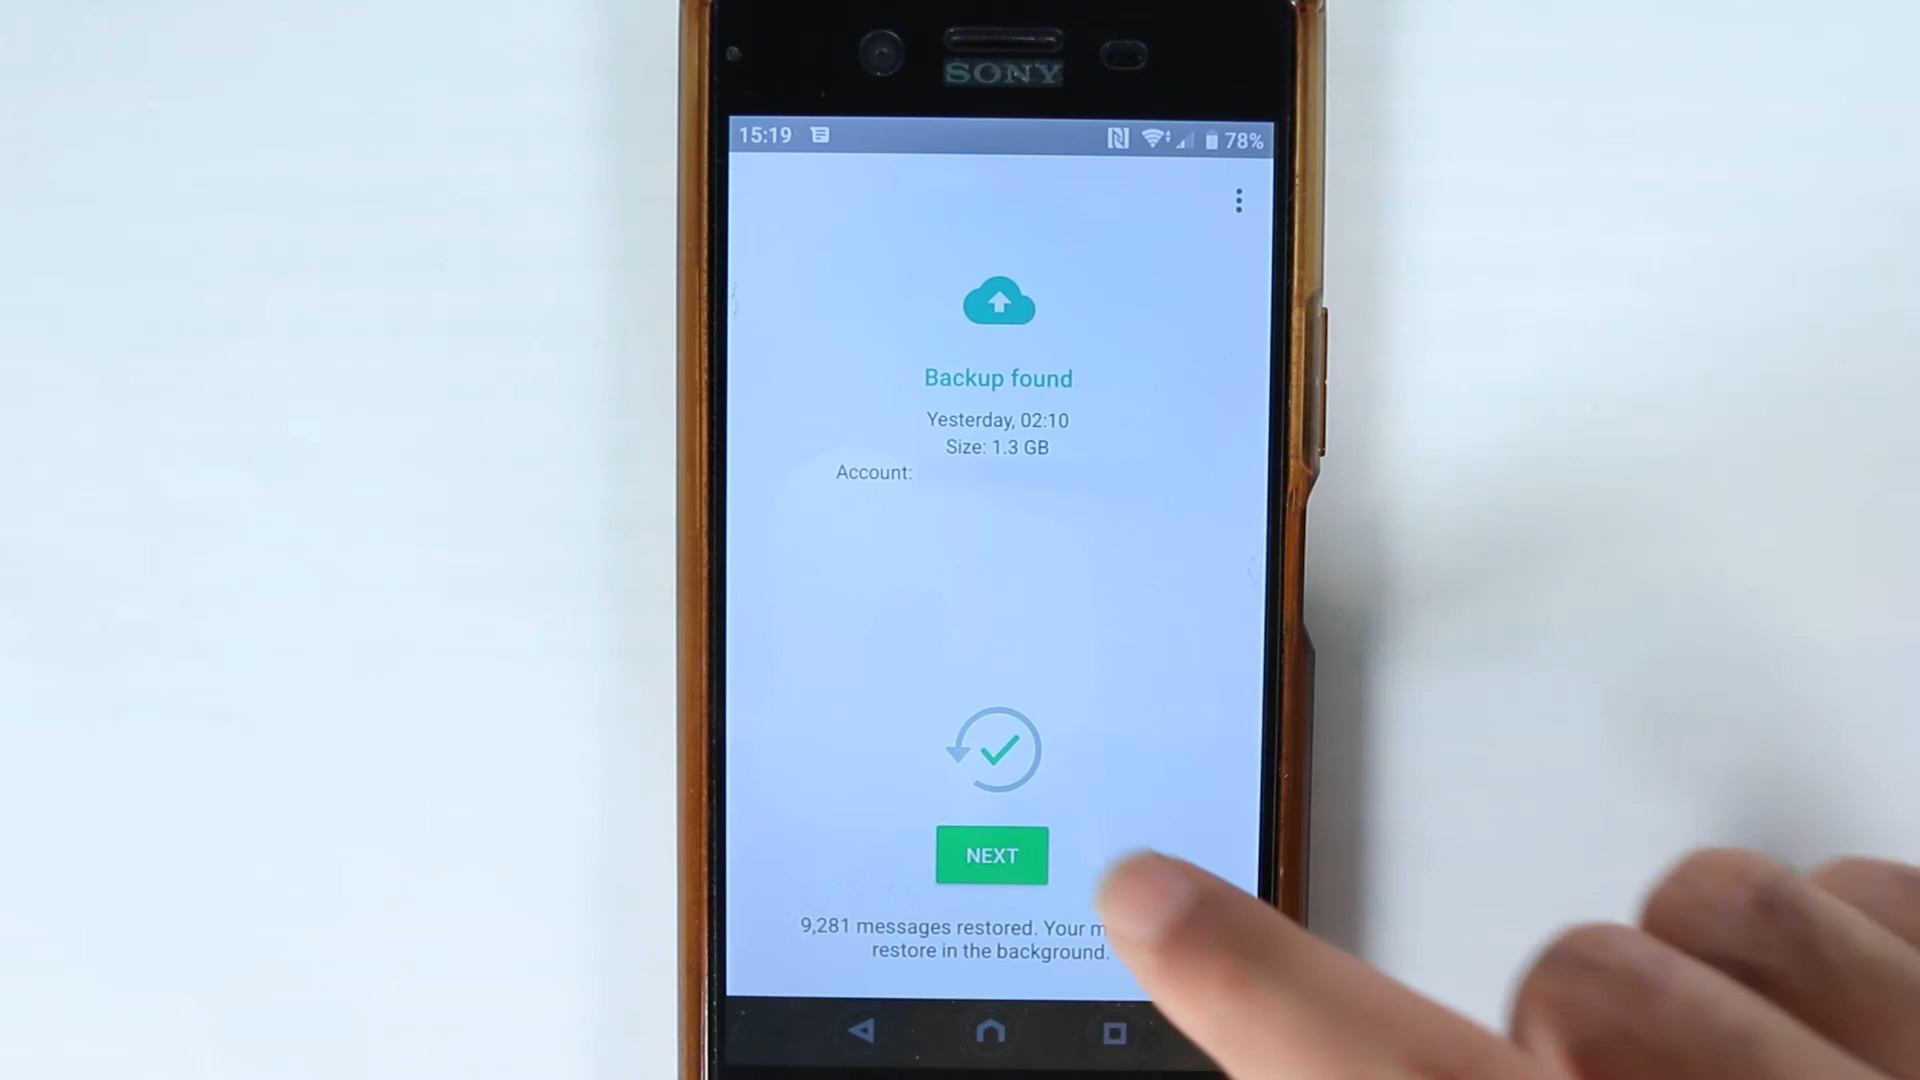 SONY
15:19
78%
Backup found
Yesterday, 02:10
Size: 1.3 GB
Account:
NEXT
9,281 messages restored. Your
restore in the background.